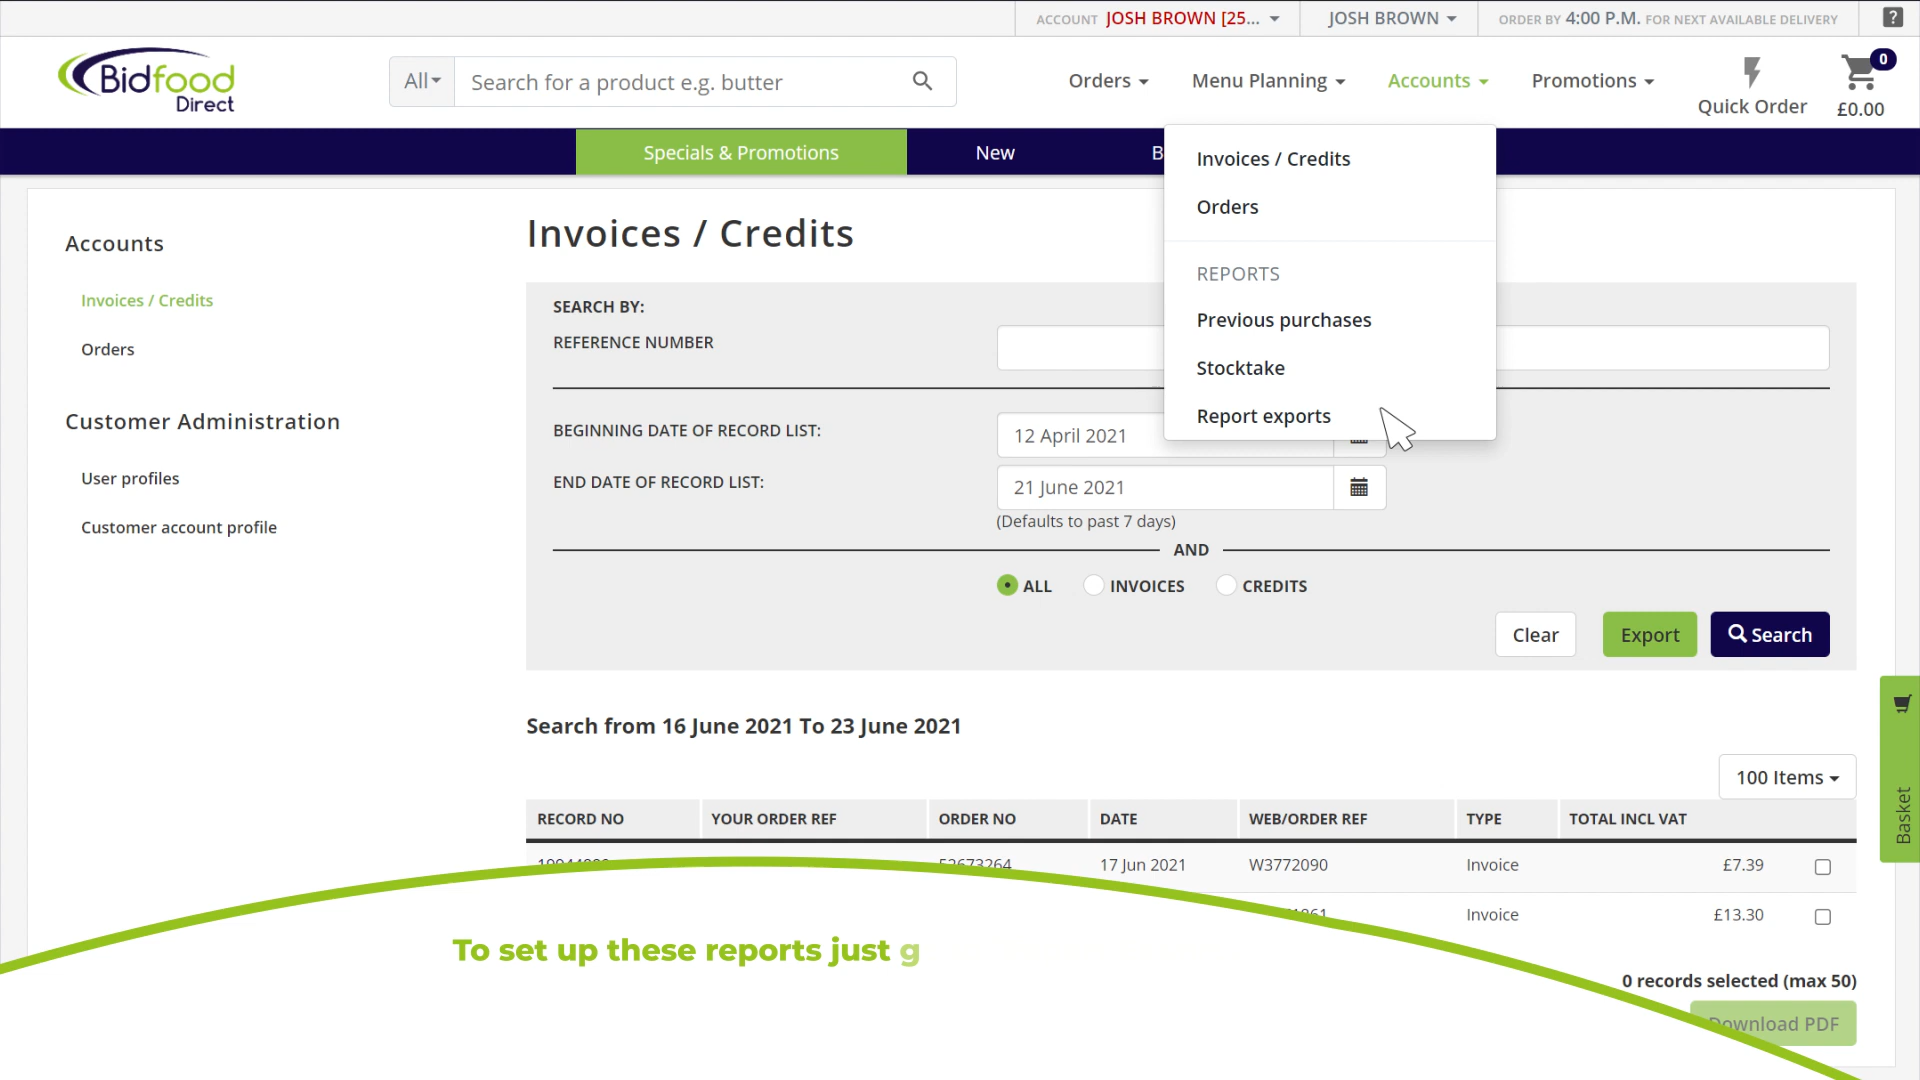 ACCOUNT JOSH BROWN [25...
JOSH BROWN
ORDER BY 4:00 P.M. FOR NEXT AVAILABLE DELIVERY
?
Bidfood
Direct
All
Search for a product e.g. butter
Orders
Menu Planning
Accounts
Promotions
Quick Order
0
£0.00
Specials & Promotions
New
B
Invoices / Credits
Orders
REPORTS
Previous purchases
Stocktake
Report exports
Accounts
Invoices / Credits
Orders
Customer Administration
User profiles
Customer account profile
Invoices / Credits
SEARCH BY:
REFERENCE NUMBER
BEGINNING DATE OF RECORD LIST:
12 April 2021
END DATE OF RECORD LIST:
21 June 2021
(Defaults to past 7 days)
AND
ALL
INVOICES
CREDITS
Clear
Export
Search
Basket
Search from 16 June 2021 To 23 June 2021
100 Items
RECORD NO YOUR ORDER REF ORDER NO DATE WEB/ORDER REF TYPE TOTAL INCL VAT
52673264 17 Jun 2021 W3772090 Invoice £7.39
Invoice £13.30
To set up these reports just g
0 records selected (max 50)
Download PDF